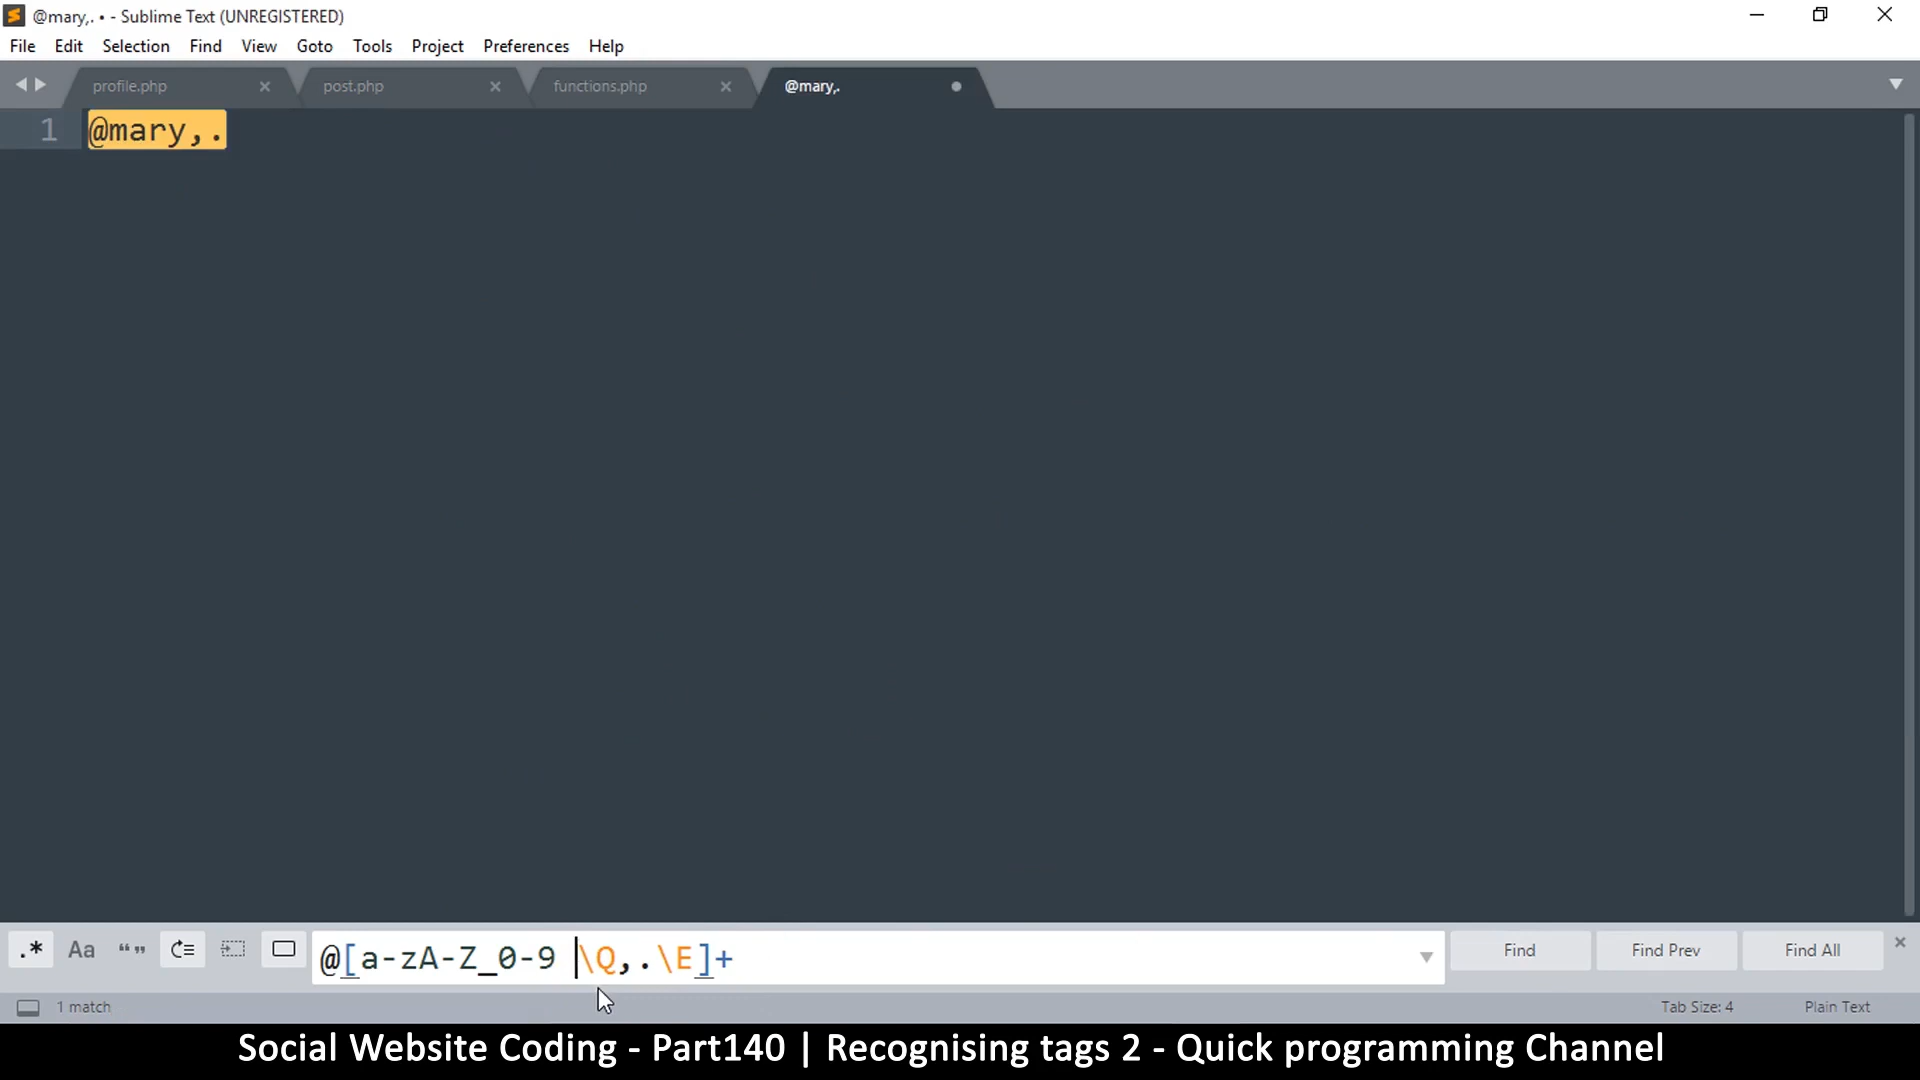 @mary,. • - Sublime Text (UNREGISTERED)
File Edit Selection Find View Goto Tools Project Preferences Help
profile.php post.php functions.php @mary,.
1 @mary,.
.* Aa “” @[a-zA-Z_0-9 \Q,.\E]+ Find Find Prev Find All
1 match Tab Size: 4 Plain Text
Social Website Coding - Part140 | Recognising tags 2 - Quick programming Channel